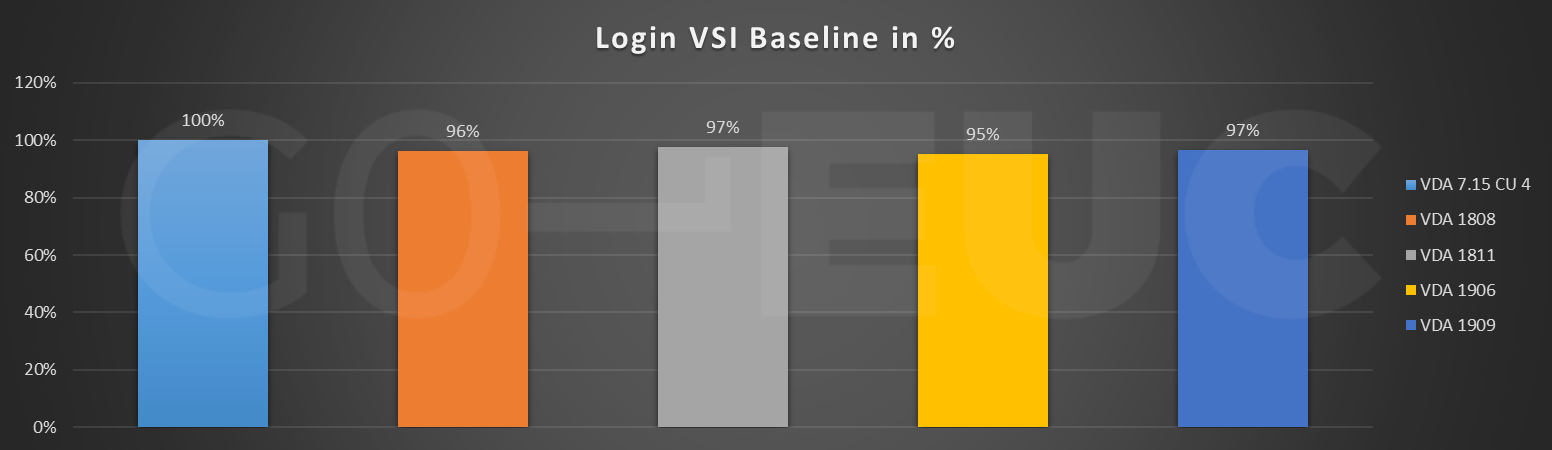 Login VSI Baseline in %
120%
100%
80%
60%
40%
20%
0%
100%
96%
97%
95%
97%
VDA 7.15 CU 4
VDA 1808
VDA 1811
VDA 1906
VDA 1909
GO-EUC